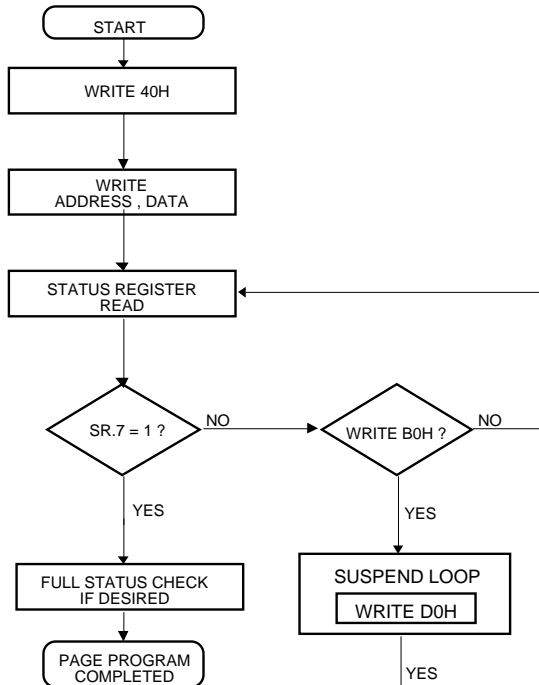 START
WRITE 40H
WRITE
ADDRESS , DATA
STATUS REGISTER
READ
SR.7 = 1 ?
NO
WRITE B0H ?
NO
YES
YES
FULL STATUS CHECK
IF DESIRED
SUSPEND LOOP
WRITE D0H
PAGE PROGRAM
COMPLETED
YES